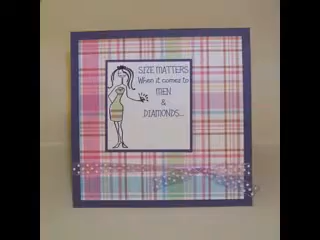 SIZE MATTERS
When it comes to
MEN
&
DIAMONDS...